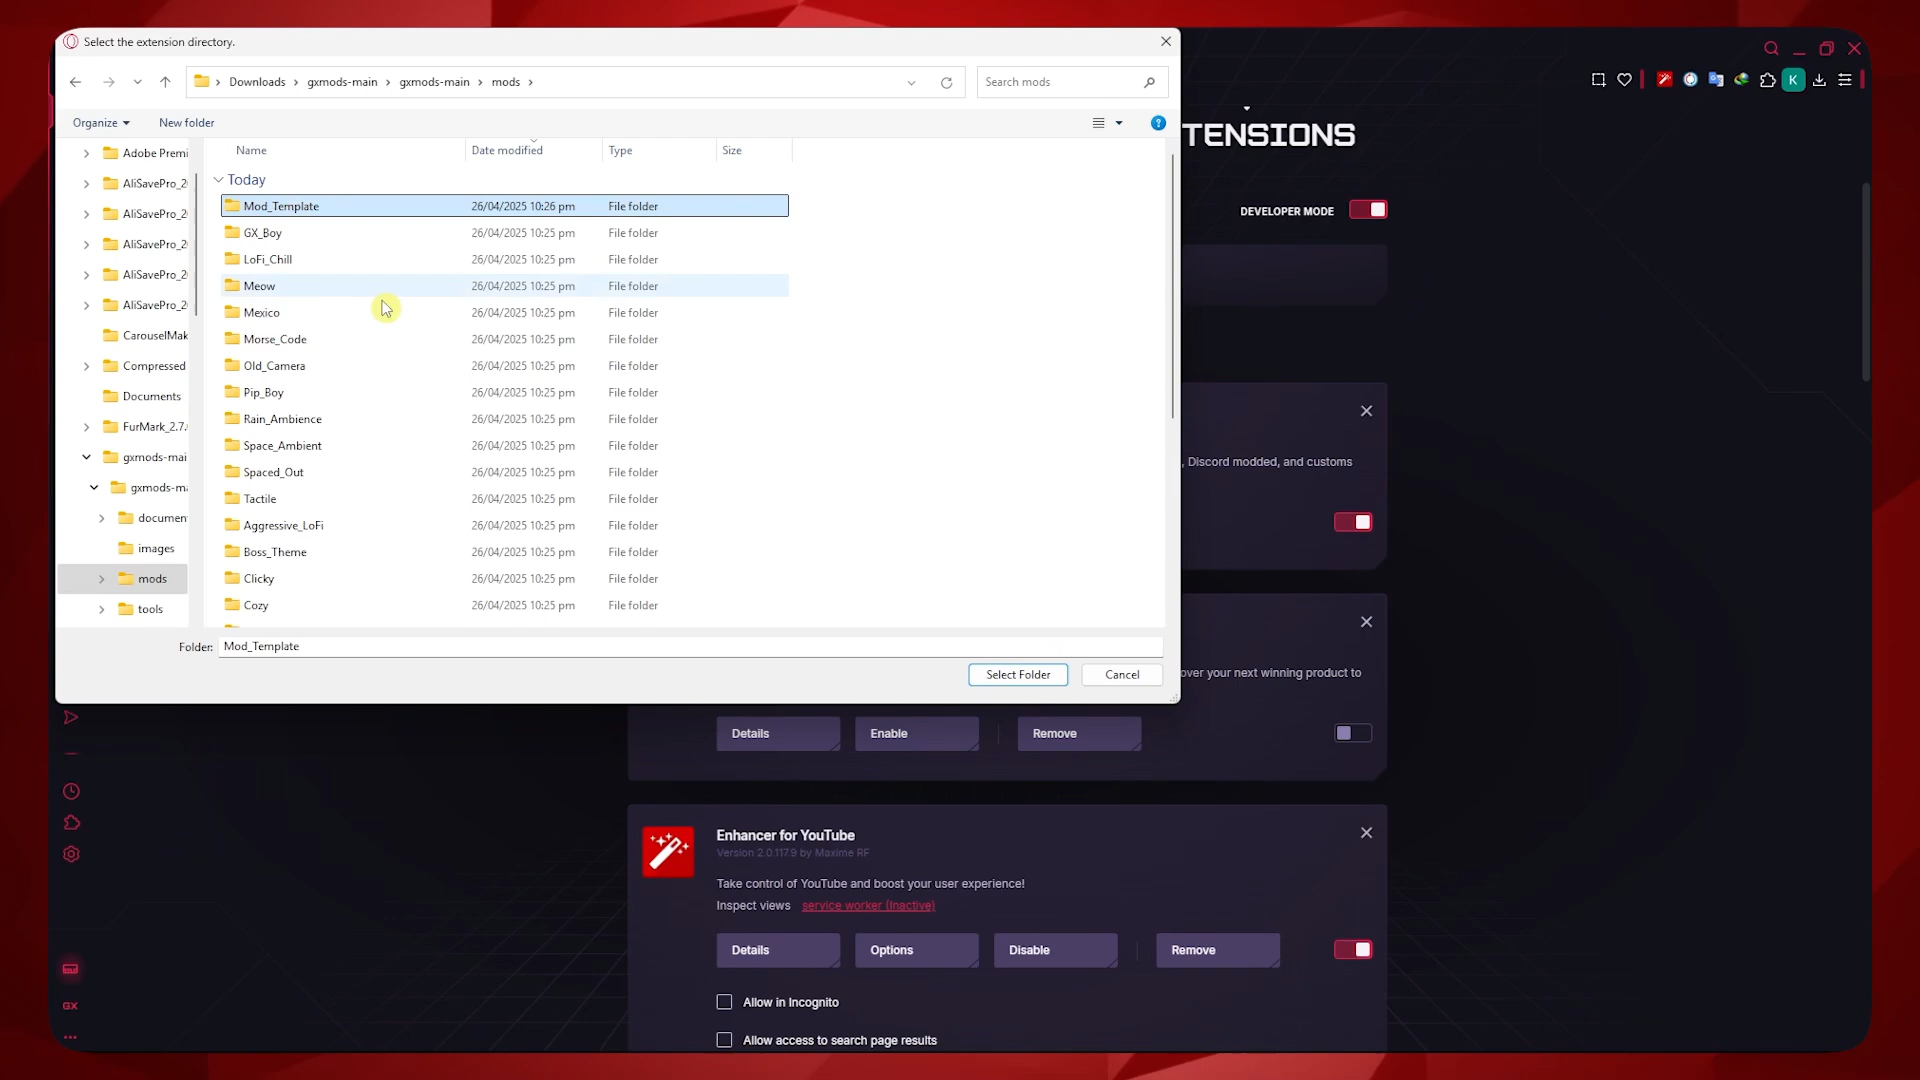 Select the extension directory.
Downloads
gxmods-main
gxmods-main
mods
Search mods
Organize
New folder
Name
Date modified
Type
Size
Adobe Premi
AliSavePro_2
AliSavePro_2
AliSavePro_2
AliSavePro_2
AliSavePro_2
CarouselMak
Compressed
Documents
FurMark_2.7.
gxmods-mai
gxmods-ma
documen
images
mods
tools
Today
Mod_Template 26/04/2025 10:26 pm File folder
GX_Boy 26/04/2025 10:25 pm File folder
LoFi_Chill 26/04/2025 10:25 pm File folder
Meow 26/04/2025 10:25 pm File folder
Mexico 26/04/2025 10:25 pm File folder
Morse_Code 26/04/2025 10:25 pm File folder
Old_Camera 26/04/2025 10:25 pm File folder
Pip_Boy 26/04/2025 10:25 pm File folder
Rain_Ambience 26/04/2025 10:25 pm File folder
Space_Ambient 26/04/2025 10:25 pm File folder
Spaced_Out 26/04/2025 10:25 pm File folder
Tactile 26/04/2025 10:25 pm File folder
Aggressive_LoFi 26/04/2025 10:25 pm File folder
Boss_Theme 26/04/2025 10:25 pm File folder
Clicky 26/04/2025 10:25 pm File folder
Cozy 26/04/2025 10:25 pm File folder
Folder: Mod_Template
Select Folder
Cancel
K
TENSIONS
DEVELOPER MODE
, Discord modded, and customs
over your next winning product to
Details
Enable
Remove
Enhancer for YouTube
Version 2.0.117.9 by Maxime RF
Take control of YouTube and boost your user experience!
Inspect views service worker (Inactive)
Details
Options
Disable
Remove
Allow in Incognito
Allow access to search page results
GX